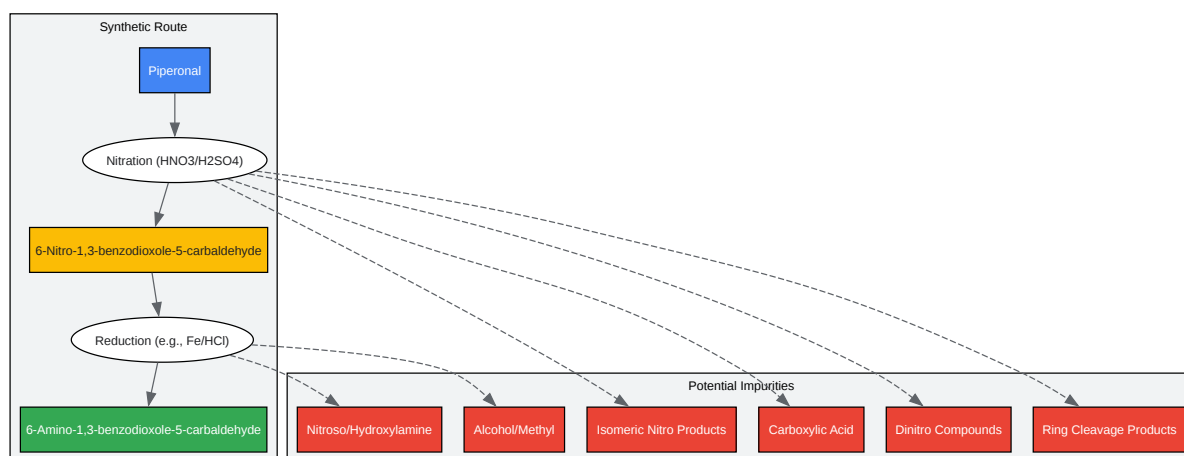 Synthetic Route
Piperonal
Nitration (HNO3/H2SO4)
6-Nitro-1,3-benzodioxole-5-carbaldehyde
Reduction (e.g., Fe/HCl)
6-Amino-1,3-benzodioxole-5-carbaldehyde
Potential Impurities
Nitroso/Hydroxylamine
Alcohol/Methyl
Isomeric Nitro Products
Carboxylic Acid
Dinitro Compounds
Ring Cleavage Products